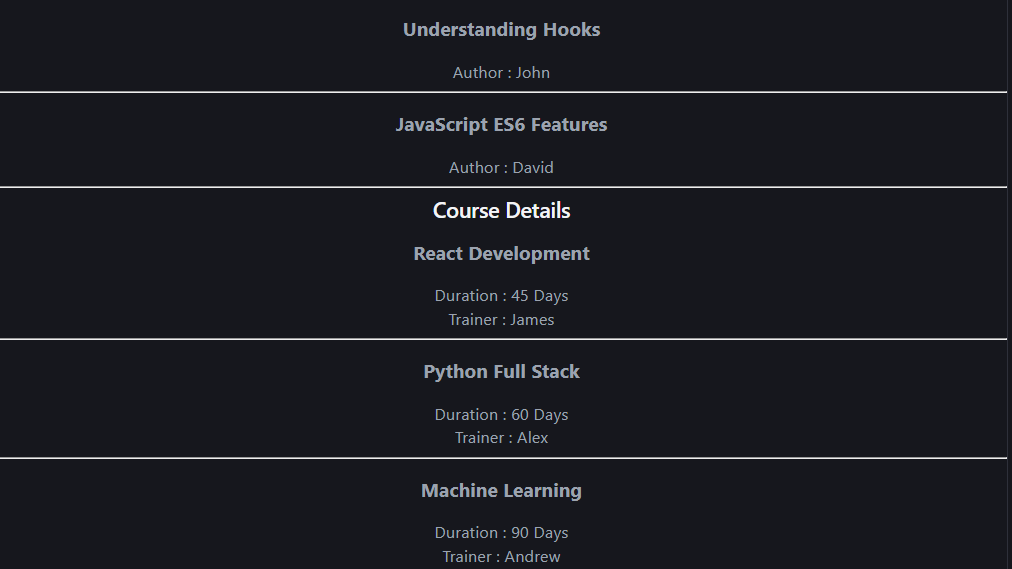 Understanding Hooks
Author : John
JavaScript ES6 Features
Author : David
Course Details
React Development
Duration : 45 Days
Trainer : James
Python Full Stack
Duration : 60 Days
Trainer : Alex
Machine Learning
Duration : 90 Days
Trainer : Andrew